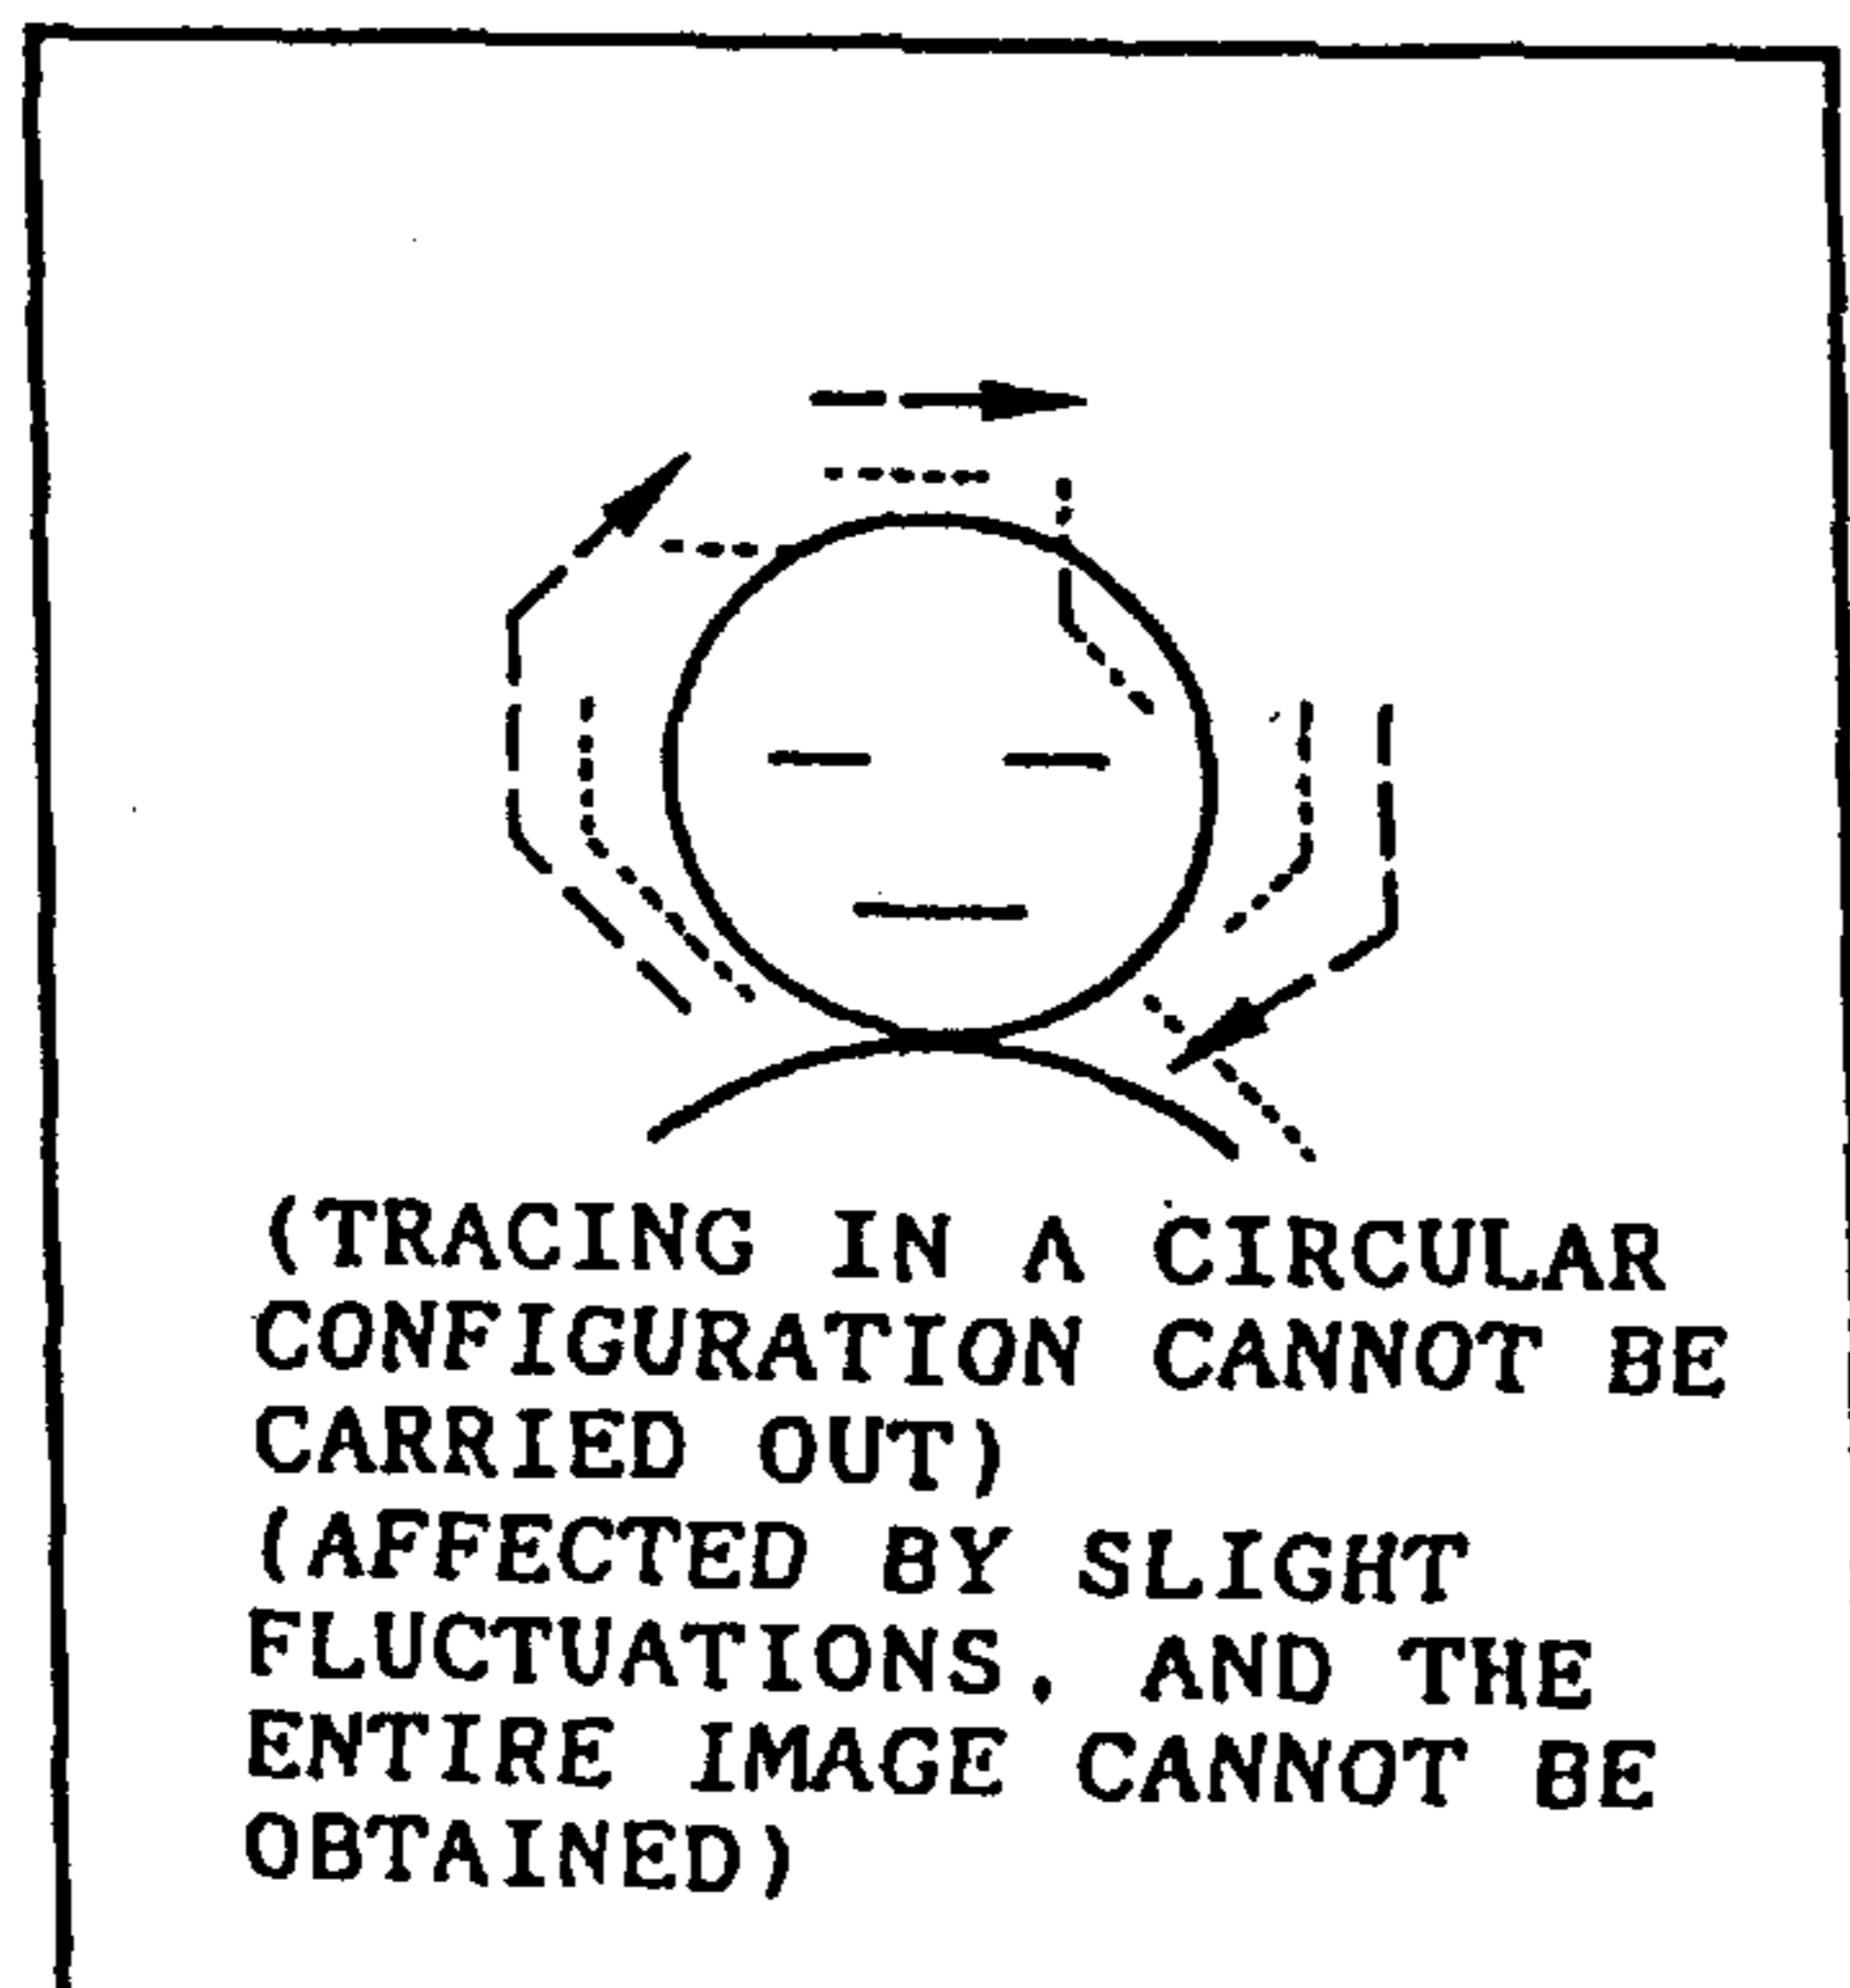 (TRACING IN A CIRCULAR
CONFIGURATION CANNOT BE
CARRIED OUT)
(AFFECTED BY SLIGHT
FLUCTUATIONS, AND THE
ENTIRE IMAGE CANNOT BE
OBTAINED)